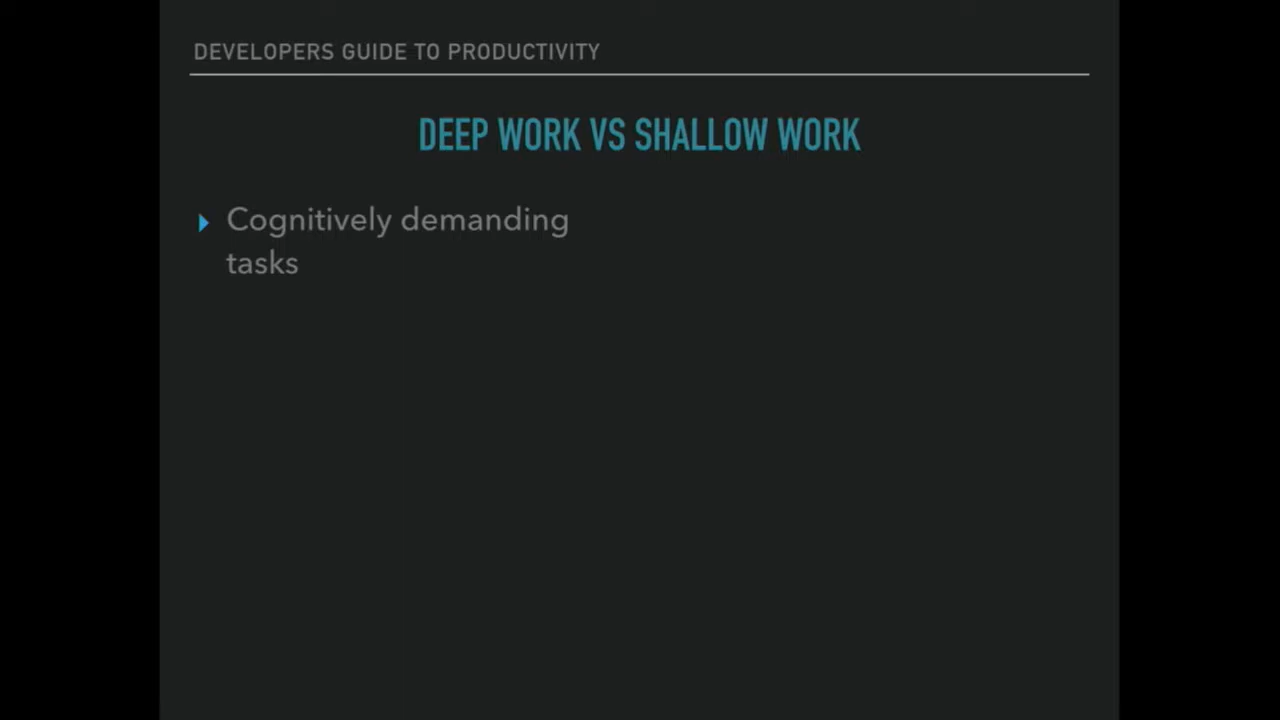 DEVELOPERS GUIDE TO PRODUCTIVITY
DEEP WORK VS SHALLOW WORK
Cognitively demanding
tasks